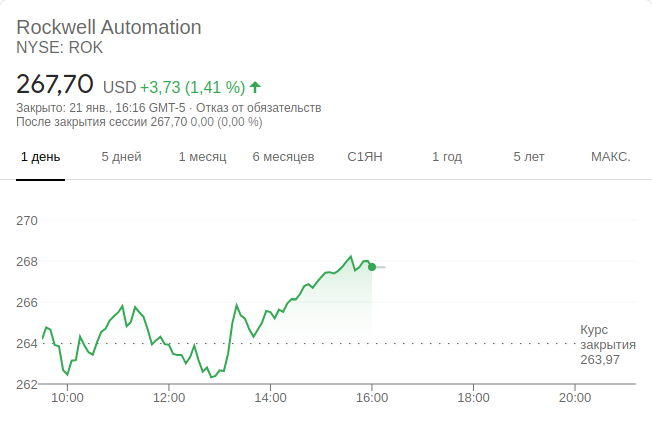 Rockwell Automation
NYSE: ROK
267,70 USD +3,73 (1,41 %)
Закрыто: 21 янв., 16:16 GMT-5 · Отказ от обязательств
После закрытия сессии 267,70 0,00 (0,00 %)
1 день 5 дней 1 месяц 6 месяцев С1ЯН 1 год 5 лет МАКС.
270
268
266
264
262
Курс
закрытия
263,97
10:00 12:00 14:00 16:00 18:00 20:00